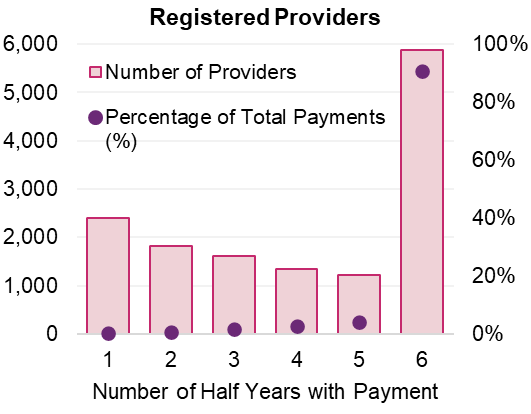 Registered Providers
6,000
5,000
4,000
3,000
2,000
1,000
0
Number of Providers
Percentage of Total Payments
(%)
100%
80%
60%
40%
20%
0%
1 2 3 4 5 6
Number of Half Years with Payment